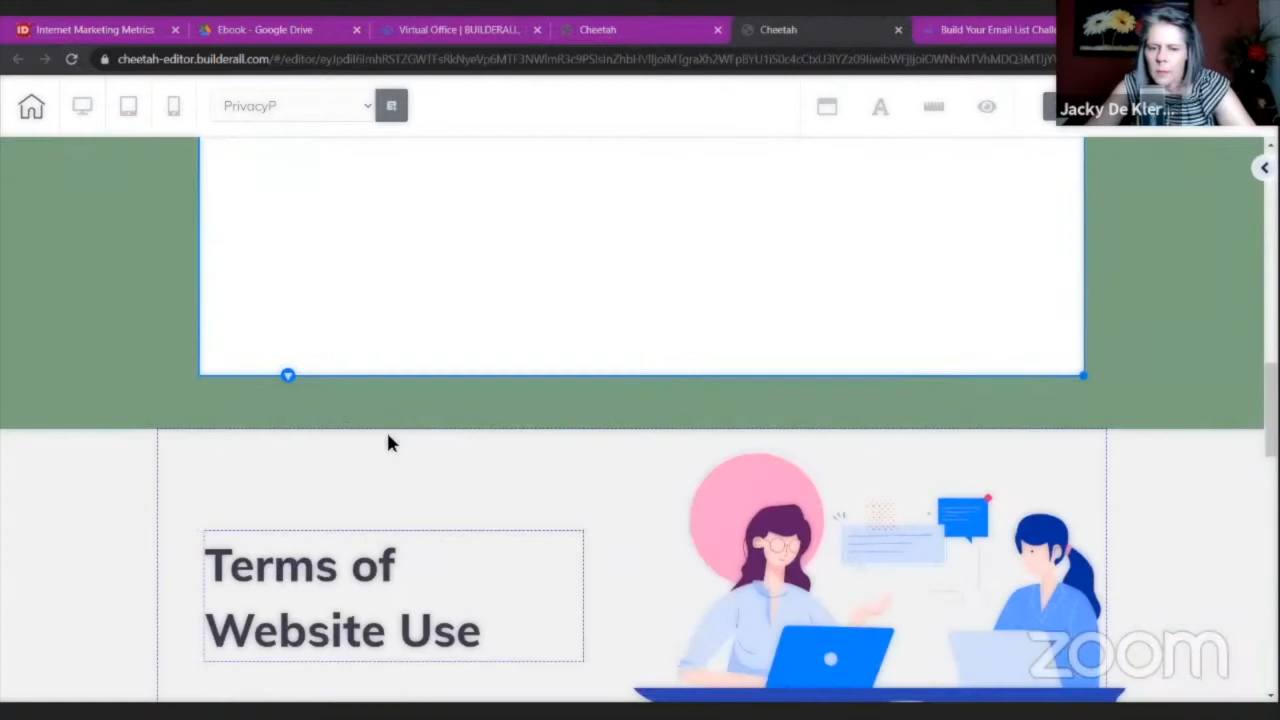 Internet Marketing Metrics
Ebook - Google Drive
Virtual Office | BUILDERALL
Cheetah
Cheetah
Build Your Email List Chall
cheetah-editor.builderall.com/#/editor/
PrivacyP
Jacky De Kler...
Terms of
Website Use
zoom